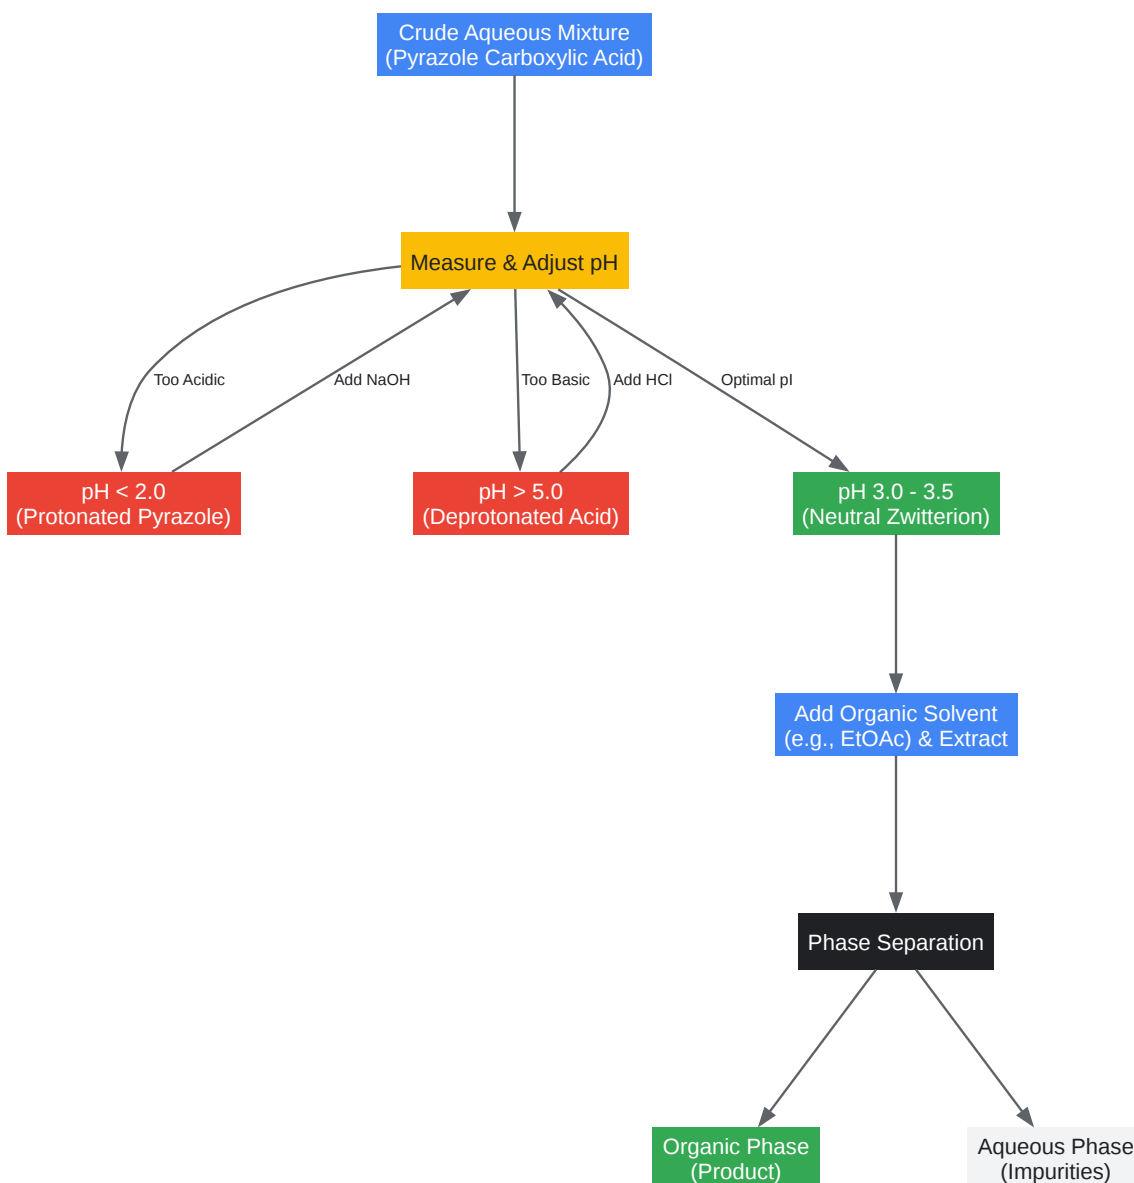 Crude Aqueous Mixture
(Pyrazole Carboxylic Acid)
Measure & Adjust pH
Too Acidic
Add NaOH
Too Basic
Add HCl
Optimal pI
pH < 2.0
(Protonated Pyrazole)
pH > 5.0
(Deprotonated Acid)
pH 3.0 - 3.5
(Neutral Zwitterion)
Add Organic Solvent
(e.g., EtOAc) & Extract
Phase Separation
Organic Phase
(Product)
Aqueous Phase
(Impurities)